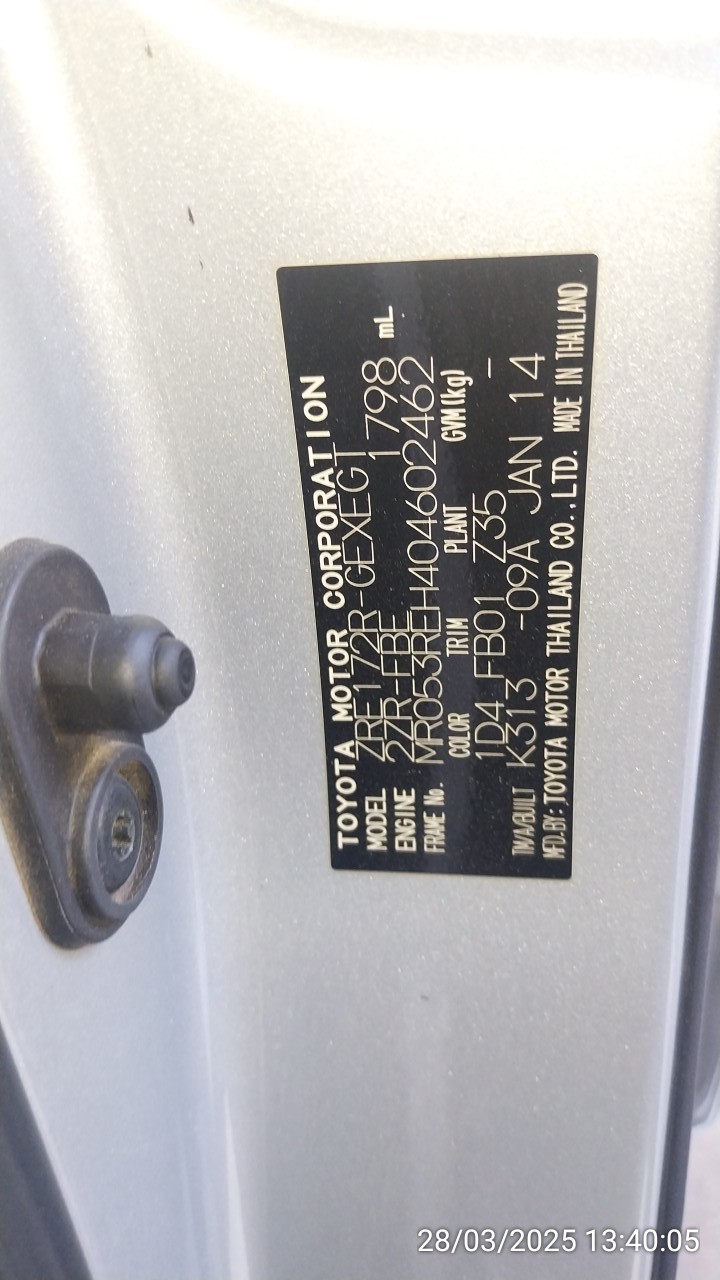 TOYOTA MOTOR CORPORATION
MODEL ZRE172R-GEXEGT
ENGINE 2ZR-FBE 1798 mL
FRAME No. MR053REH404602462
COLOR TRIM PLANT GVM(kg)
1D4 FB01 Z35 -
TM/A/BUILT K313 -09A JAN 14
MFD.BY: TOYOTA MOTOR THAILAND CO.,LTD. MADE IN THAILAND
28/03/2025 13:40:05